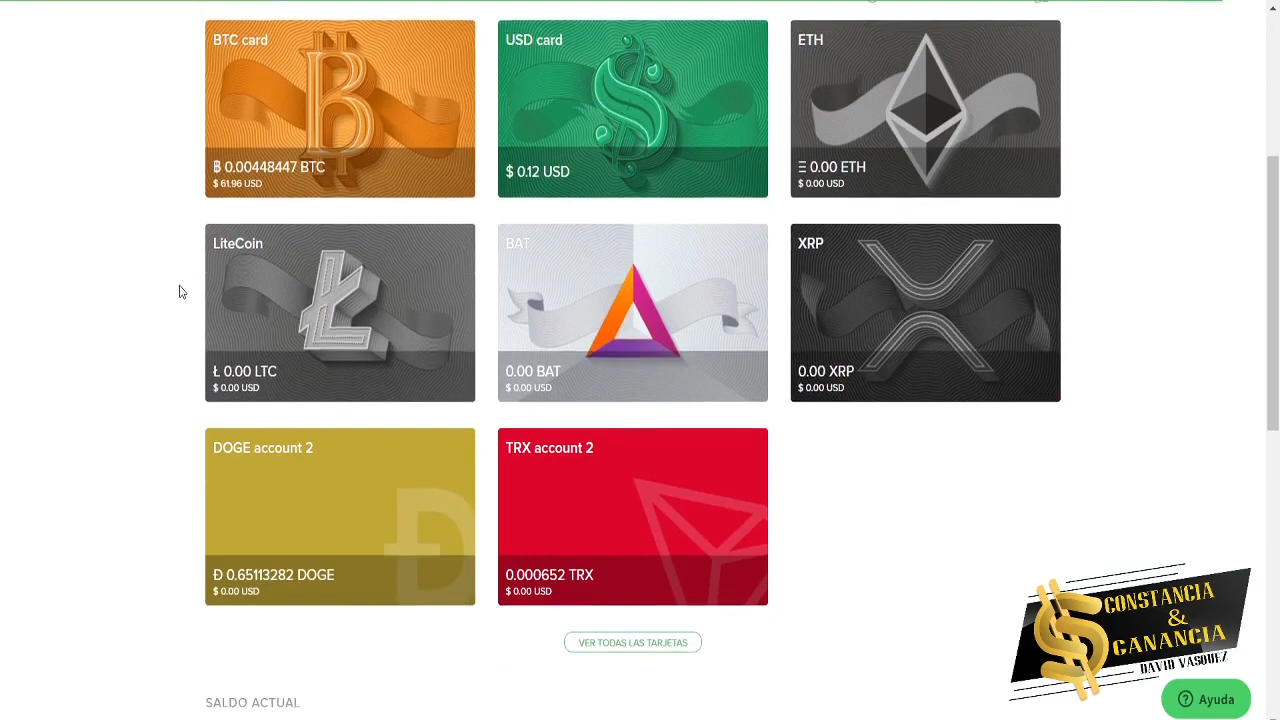 BTC card
₿ 0.00448447 BTC
$ 61.96 USD
USD card
$ 0.12 USD
ETH
Ξ 0.00 ETH
$ 0.00 USD
LiteCoin
Ł 0.00 LTC
$ 0.00 USD
BAT
0.00 BAT
$ 0.00 USD
XRP
0.00 XRP
$ 0.00 USD
DOGE account 2
Ð 0.65113282 DOGE
$ 0.00 USD
TRX account 2
0.000652 TRX
$ 0.00 USD
VER TODAS LAS TARJETAS
SALDO ACTUAL
CONSTANCIA
&
GANANCIA
DAVID VASQUEZ
Ayuda